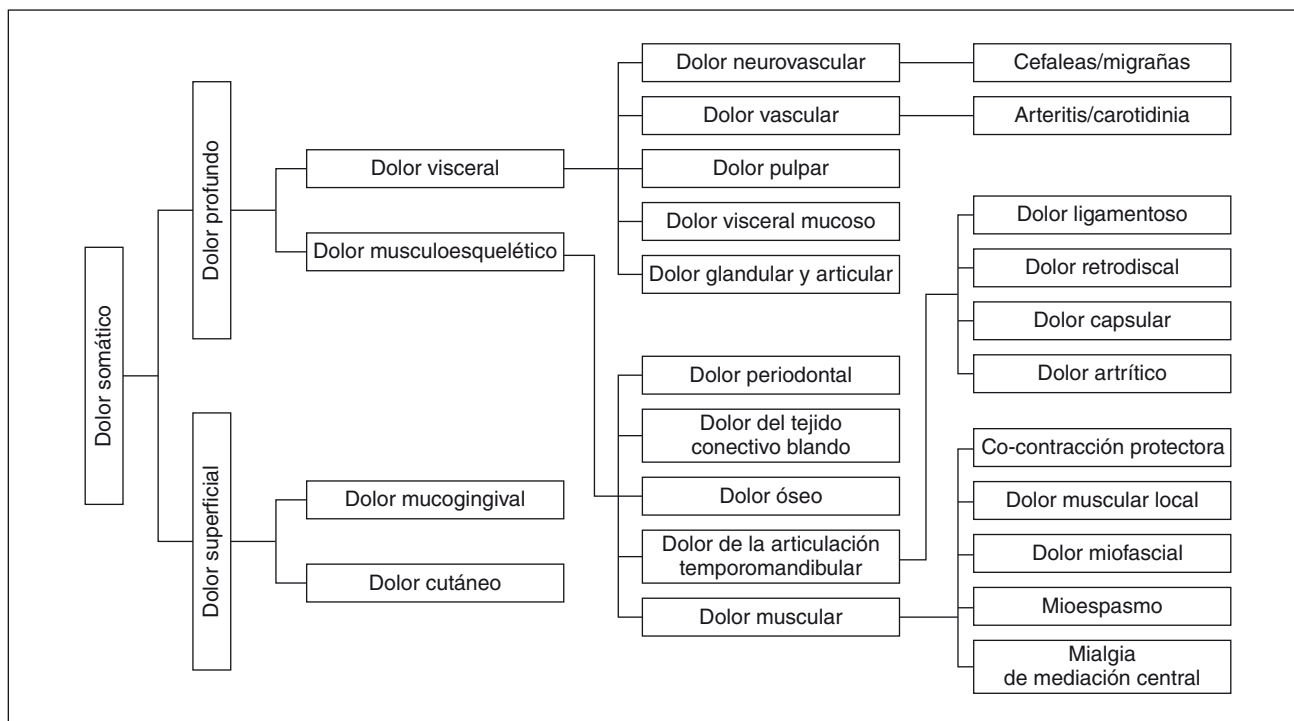 Dolor somático
Dolor profundo
Dolor superficial
Dolor visceral
Dolor musculoesquelético
Dolor mucogingival
Dolor cutáneo
Dolor neurovascular
Dolor vascular
Dolor pulpar
Dolor visceral mucoso
Dolor glandular y articular
Dolor periodontal
Dolor del tejido
conectivo blando
Dolor óseo
Dolor de la articulación
temporomandibular
Dolor muscular
Cefaleas/migrañas
Arteritis/carotidinia
Dolor ligamentoso
Dolor retrodiscal
Dolor capsular
Dolor artrítico
Co-contracción protectora
Dolor muscular local
Dolor miofascial
Mioespasmo
Mialgia
de mediación central